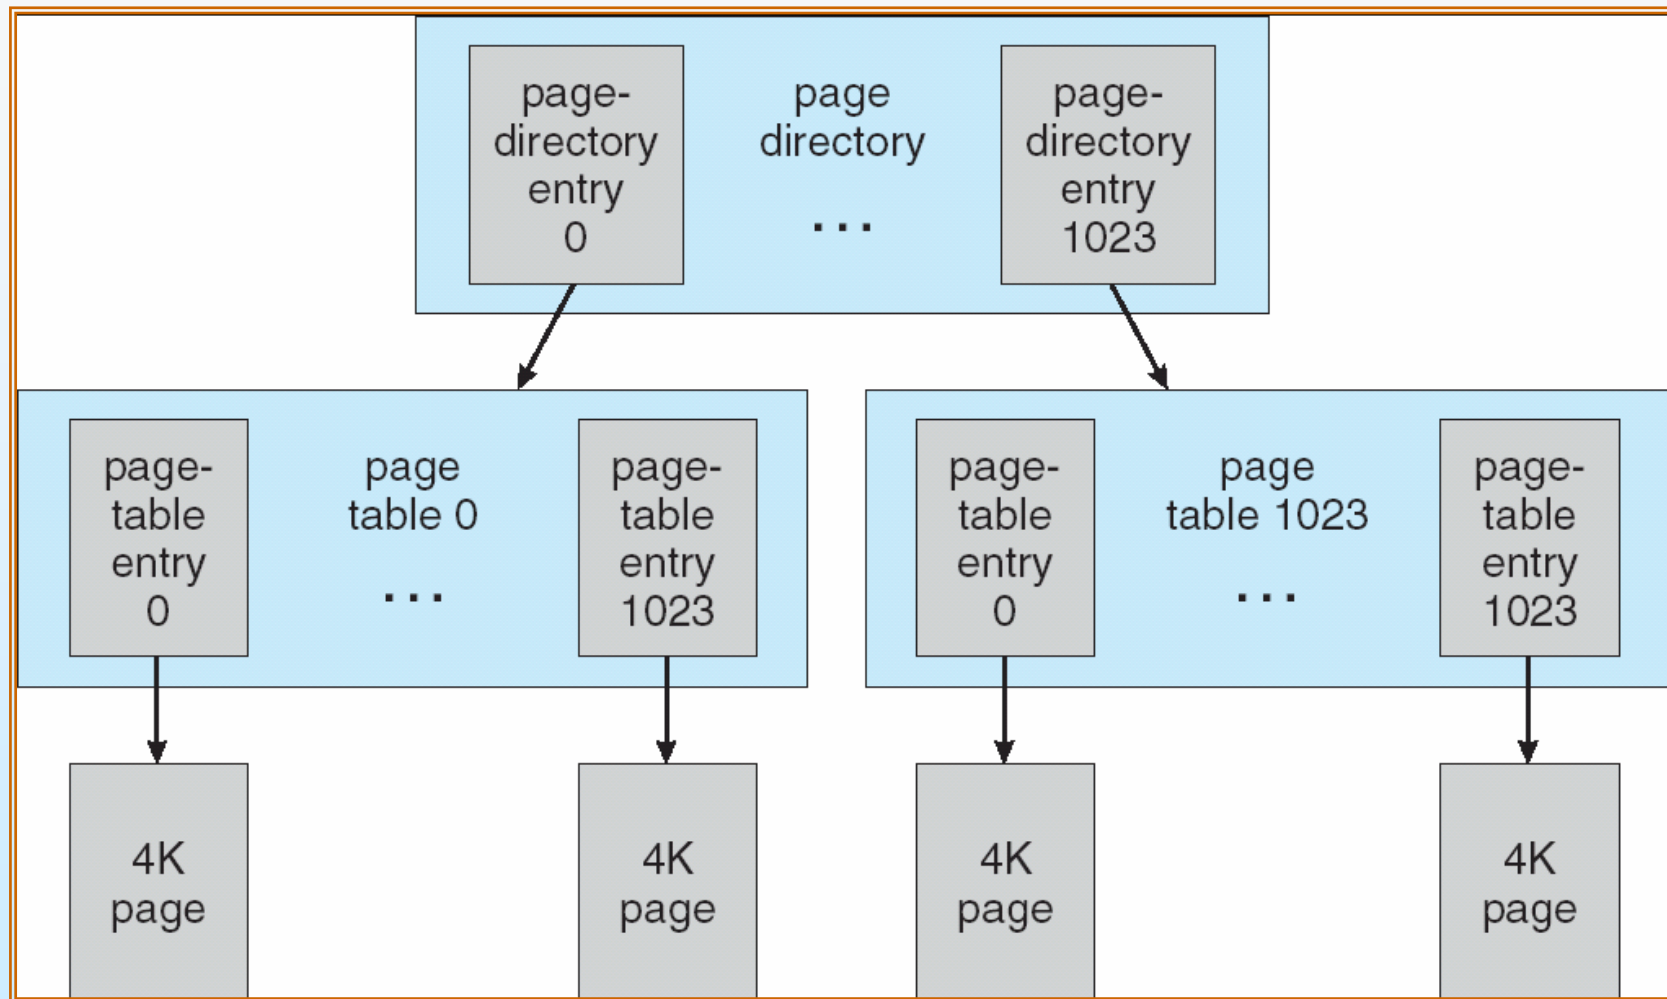 page-
directory
entry
0
page
directory
...
page-
directory
entry
1023
page-
table
entry
0
page
table 0
...
page-
table
entry
1023
page-
table
entry
0
page
table 1023
...
page-
table
entry
1023
4K
page
4K
page
4K
page
4K
page